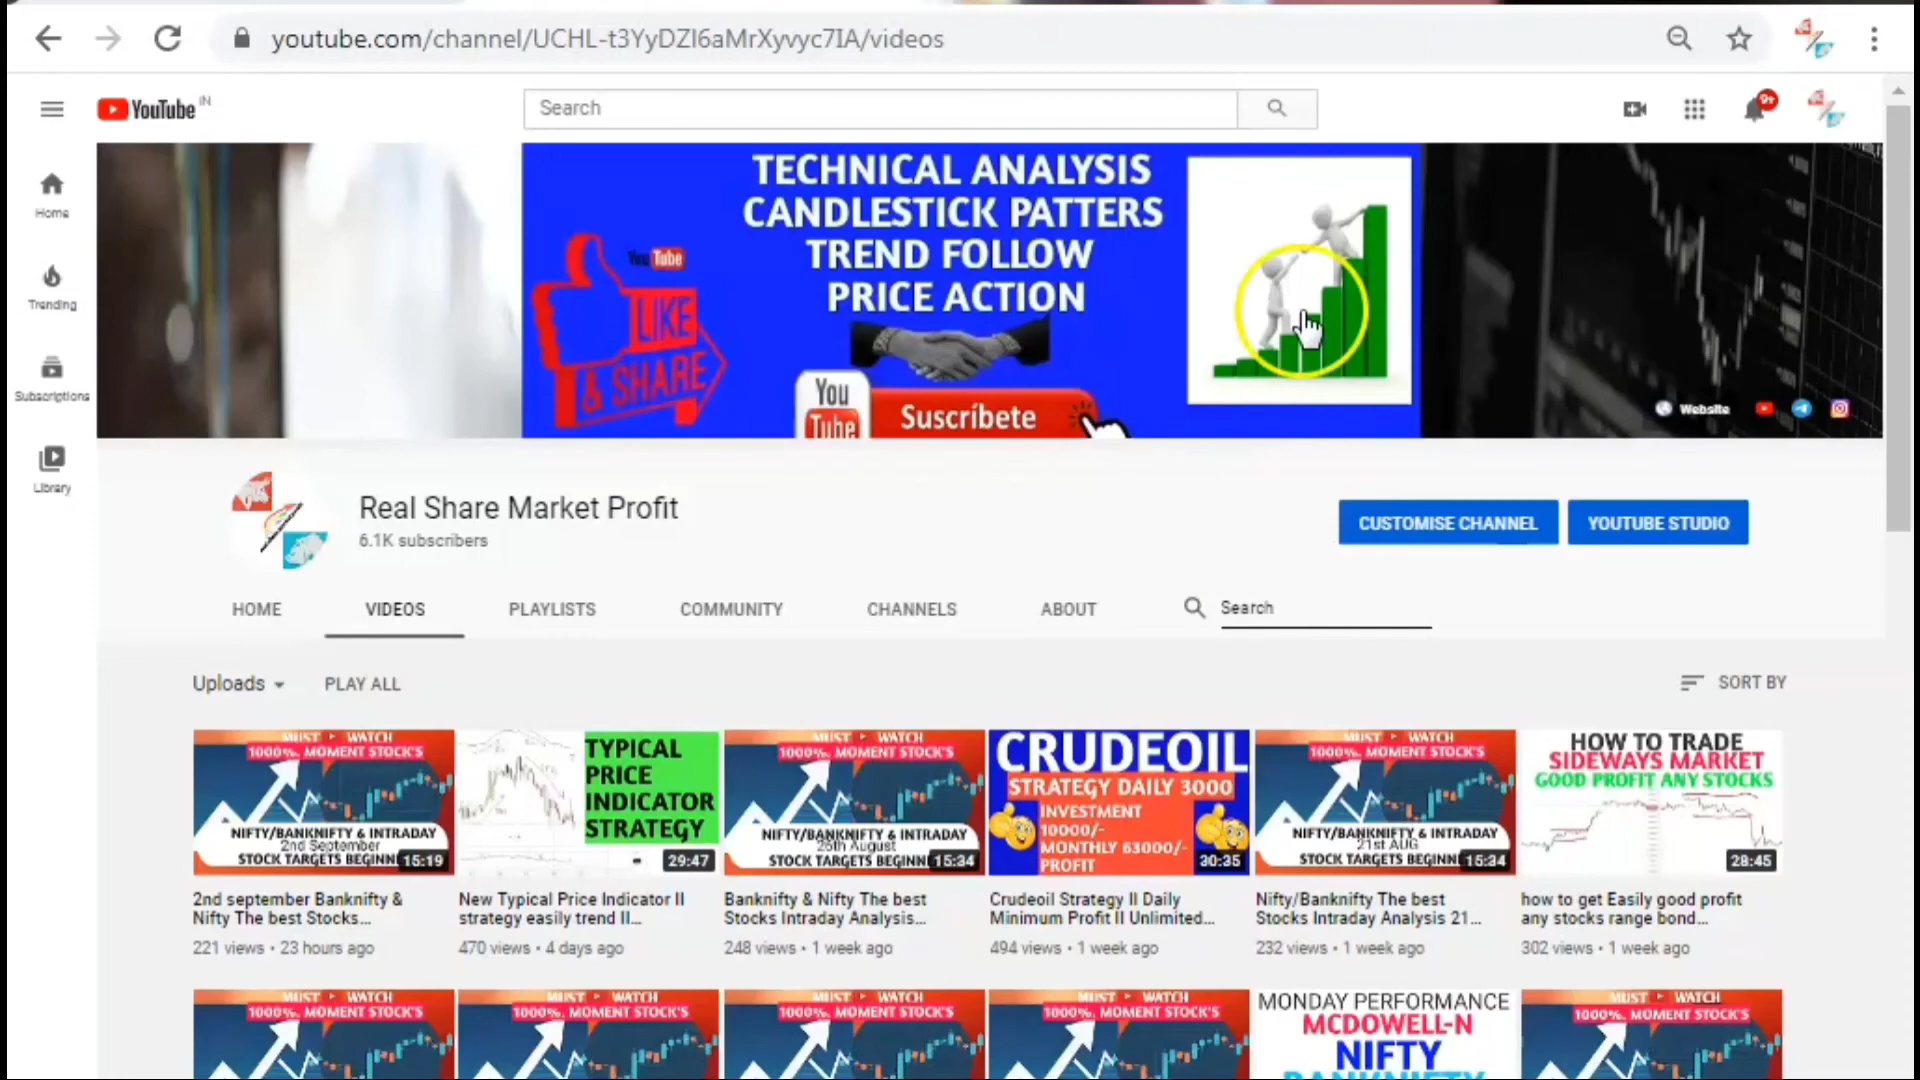 youtube.com/channel/UCHL-t3YyDZl6aMrXyvyc7IA/videos
YouTube IN
Search
9+
Home
Trending
Subscriptions
Library
TECHNICAL ANALYSIS
CANDLESTICK PATTERS
TREND FOLLOW
PRICE ACTION
YouTube
LIKE
& SHARE
You
Tube
Suscríbete
Website
Real Share Market Profit
6.1K subscribers
CUSTOMISE CHANNEL
YOUTUBE STUDIO
HOME
VIDEOS
PLAYLISTS
COMMUNITY
CHANNELS
ABOUT
Search
Uploads
PLAY ALL
SORT BY
MUST WATCH
1000%. MOMENT STOCK'S
NIFTY/BANKNIFTY & INTRADAY
2nd September
STOCK TARGETS BEGINN
15:19
2nd september Banknifty &
Nifty The best Stocks...
221 views • 23 hours ago
TYPICAL
PRICE
INDICATOR
STRATEGY
29:47
New Typical Price Indicator II
strategy easily trend II...
470 views • 4 days ago
MUST WATCH
1000%. MOMENT STOCK'S
NIFTY/BANKNIFTY & INTRADAY
26th August
STOCK TARGETS BEGINN
15:34
Banknifty & Nifty The best
Stocks Intraday Analysis...
248 views • 1 week ago
CRUDEOIL
STRATEGY DAILY 3000
INVESTMENT
10000/-
MONTHLY 63000/-
PROFIT
30:35
Crudeoil Strategy II Daily
Minimum Profit II Unlimited...
494 views • 1 week ago
MUST WATCH
1000%. MOMENT STOCK'S
NIFTY/BANKNIFTY & INTRADAY
21st AUG
STOCK TARGETS BEGINN
15:34
Nifty/Banknifty The best
Stocks Intraday Analysis 21...
232 views • 1 week ago
HOW TO TRADE
SIDEWAYS MARKET
GOOD PROFIT ANY STOCKS
28:45
how to get Easily good profit
any stocks range bond...
302 views • 1 week ago
MUST WATCH
1000%. MOMENT STOCK'S
MUST WATCH
1000%. MOMENT STOCK'S
MUST WATCH
1000%. MOMENT STOCK'S
MUST WATCH
1000%. MOMENT STOCK'S
MONDAY PERFORMANCE
MCDOWELL-N
NIFTY
BANKNIFTY
MUST WATCH
1000%. MOMENT STOCK'S